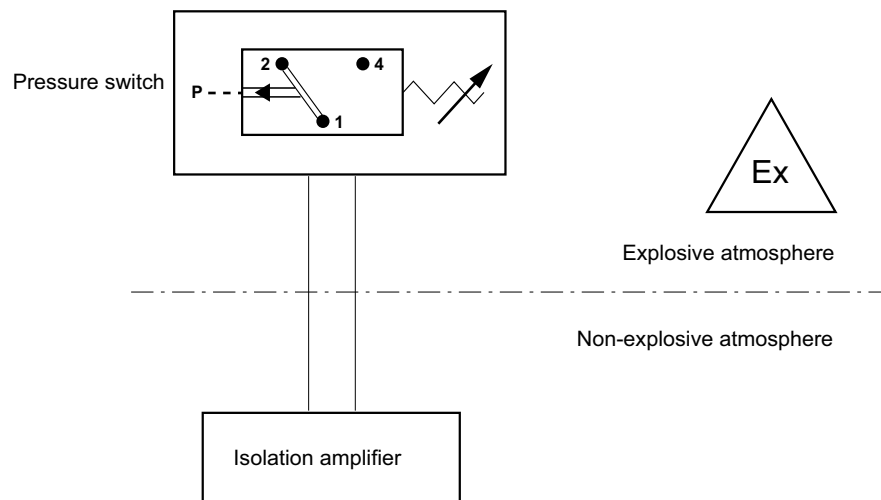 2
4
Pressure switch
P
1
Ex
Explosive atmosphere
Non-explosive atmosphere
Isolation amplifier